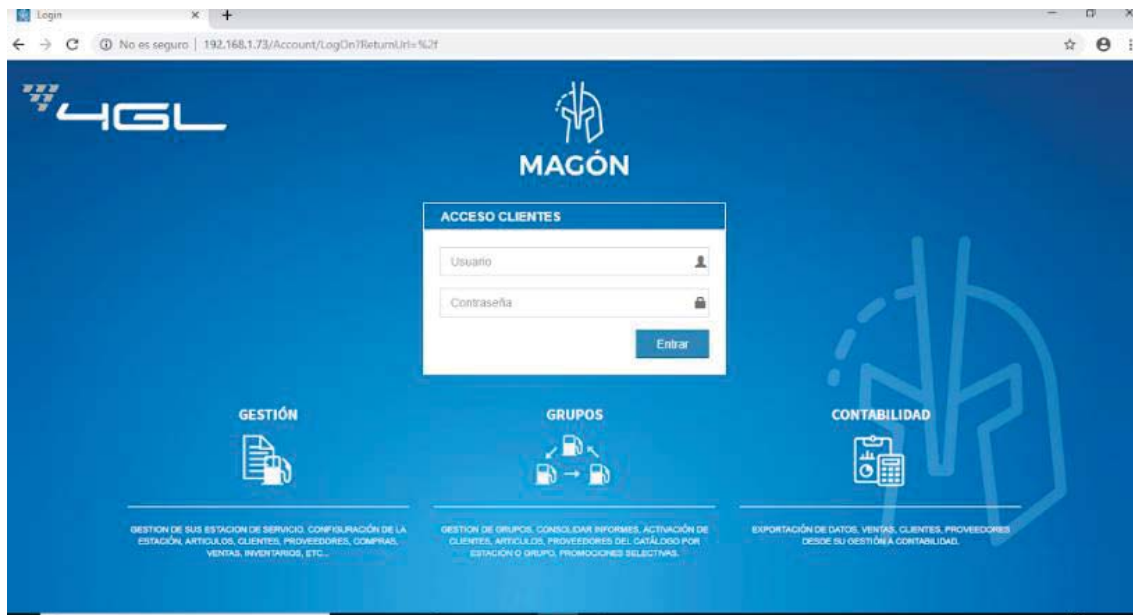 Login
No es seguro | 192.168.1.73/Account/LogOn?ReturnUrl=%2f
4GL
MAGÓN
ACCESO CLIENTES
Usuario
Contraseña
Entrar
GESTIÓN
GESTION DE SUS ESTACION DE SERVICIO. CONFIGURACIÓN DE LA
ESTACIÓN, ARTICULOS, CLIENTES, PROVEEDORES, COMPRAS,
VENTAS, INVENTARIOS, ETC...
GRUPOS
GESTION DE GRUPOS, CONSOLIDAR INFORMES, ACTIVACIÓN DE
CLIENTES, ARTICULOS, PROVEEDORES DEL CATÁLOGO POR
ESTACIÓN O GRUPO, PROMOCIONES SELECTIVAS.
CONTABILIDAD
EXPORTACIÓN DE DATOS, VENTAS, CLIENTES, PROVEEDORES
DESDE SU GESTIÓN A CONTABILIDAD.